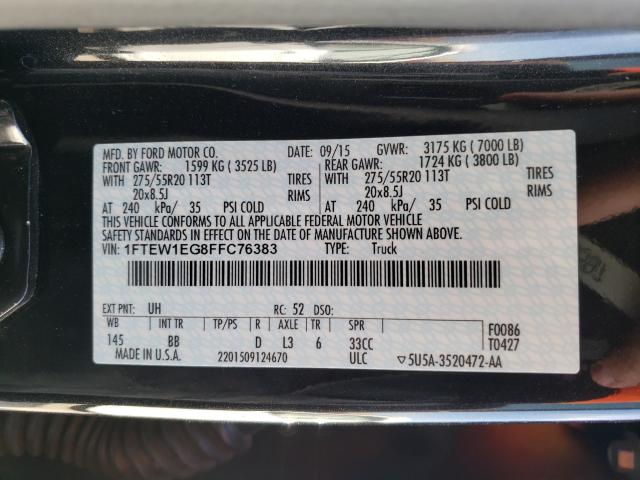 MFD. BY FORD MOTOR CO. DATE: 09/15 GVWR: 3175 KG ( 7000 LB)
FRONT GAWR: 1599 KG ( 3525 LB) REAR GAWR: 1724 KG ( 3800 LB)
WITH 275/55R20 113T TIRES WITH 275/55R20 113T TIRES
20x8.5J RIMS 20x8.5J RIMS
AT 240 kPa/ 35 PSI COLD AT 240 kPa/ 35 PSI COLD
THIS VEHICLE CONFORMS TO ALL APPLICABLE FEDERAL MOTOR VEHICLE
SAFETY STANDARDS IN EFFECT ON THE DATE OF MANUFACTURE SHOWN ABOVE.
VIN: 1FTEW1EG8FFC76383 TYPE: Truck
EXT PNT: UH RC: 52 DSO:
WB INT TR TP/PS R AXLE TR SPR F0086
145 BB D L3 6 33CC T0427
MADE IN U.S.A. 2201509124670 ULC ▽5U5A-3520472-AA